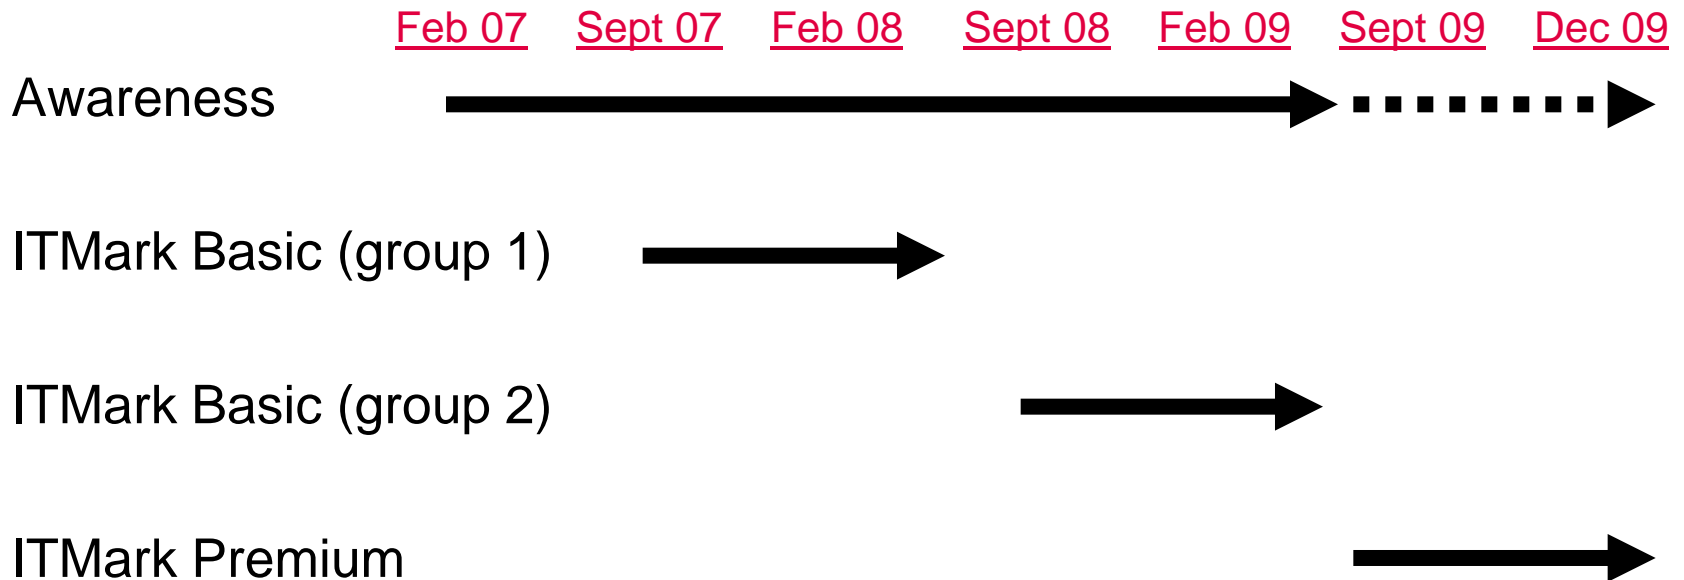 Feb 07 Sept 07 Feb 08 Sept 08 Feb 09 Sept 09 Dec 09
Awareness
ITMark Basic (group 1)
ITMark Basic (group 2)
ITMark Premium